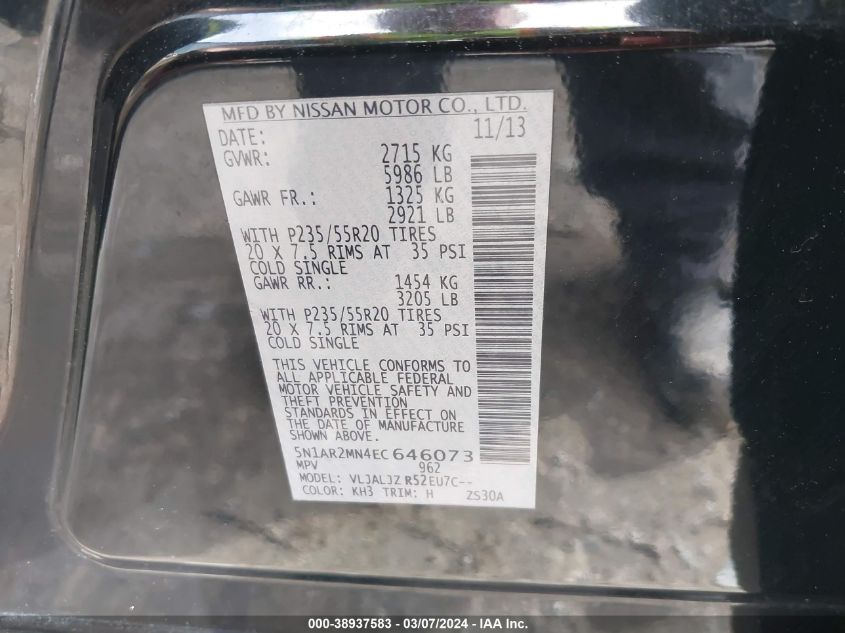 MFD BY NISSAN MOTOR CO., LTD.
DATE: 11/13
GVWR: 2715 KG
5986 LB
GAWR FR.: 1325 KG
2921 LB
WITH P235/55R20 TIRES
20 X 7.5 RIMS AT 35 PSI
COLD SINGLE
GAWR RR.: 1454 KG
3205 LB
WITH P235/55R20 TIRES
20 X 7.5 RIMS AT 35 PSI
COLD SINGLE
THIS VEHICLE CONFORMS TO
ALL APPLICABLE FEDERAL
MOTOR VEHICLE SAFETY AND
THEFT PREVENTION
STANDARDS IN EFFECT ON
THE DATE OF MANUFACTURE
SHOWN ABOVE.
5N1AR2MN4EC646073
MPV 962
MODEL: VLJALJZ R52EU7C--
COLOR: KH3 TRIM: H ZS30A
000-38937583 - 03/07/2024 - IAA Inc.